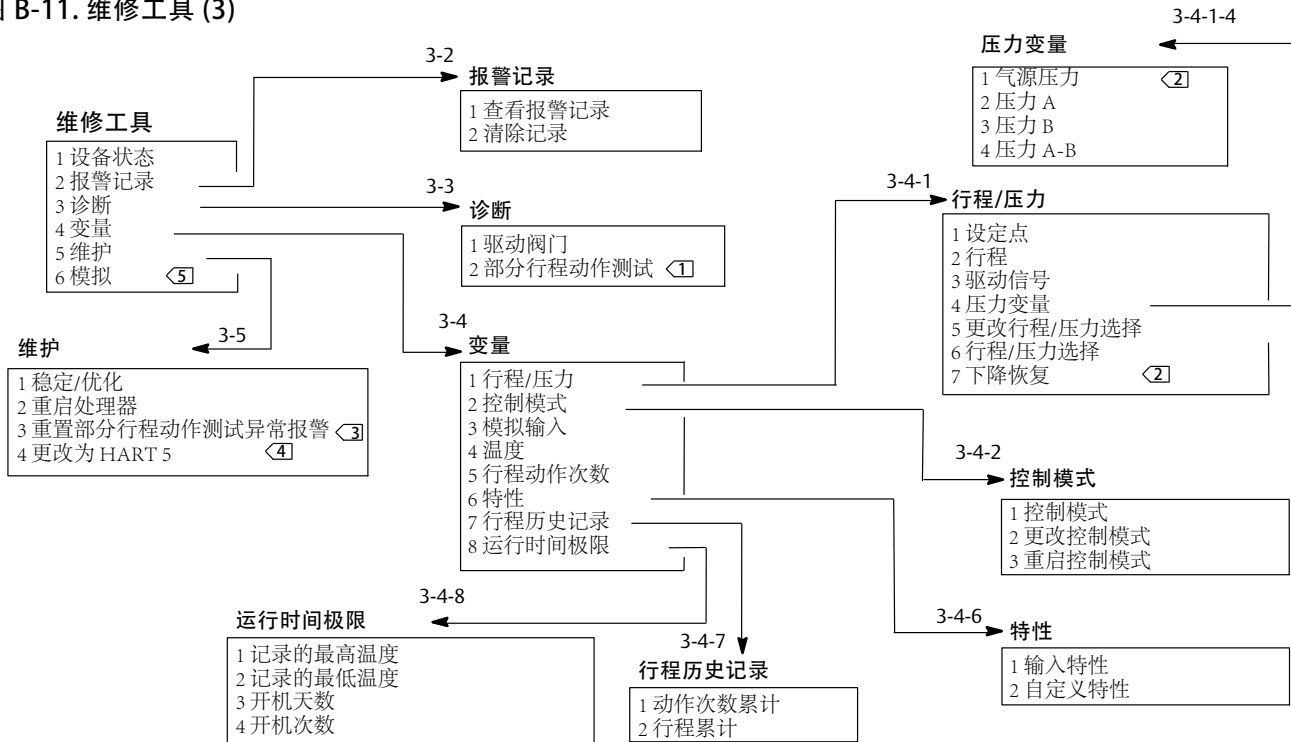 B-11. 维修工具 (3)
维修工具
1 设备状态
2 报警记录
3 诊断
4 变量
5 维护
6 模拟 5
3-2
报警记录
1 查看报警记录
2 清除记录
3-3
诊断
1 驱动阀门
2 部分行程动作测试 1
3-5
维护
1 稳定/优化
2 重启处理器
3 重置部分行程动作测试异常报警 3
4 更改为 HART 5 4
3-4
变量
1 行程/压力
2 控制模式
3 模拟输入
4 温度
5 行程动作次数
6 特性
7 行程历史记录
8 运行时间极限
3-4-1-4
压力变量
1 气源压力 2
2 压力 A
3 压力 B
4 压力 A-B
3-4-1
行程/压力
1 设定点
2 行程
3 驱动信号
4 压力变量
5 更改行程/压力选择
6 行程/压力选择
7 下降恢复 2
3-4-2
控制模式
1 控制模式
2 更改控制模式
3 重启控制模式
3-4-6
特性
1 输入特性
2 自定义特性
3-4-7
行程历史记录
1 动作次数累计
2 行程累计
3-4-8
运行时间极限
1 记录的最高温度
2 记录的最低温度
3 开机天数
4 开机次数